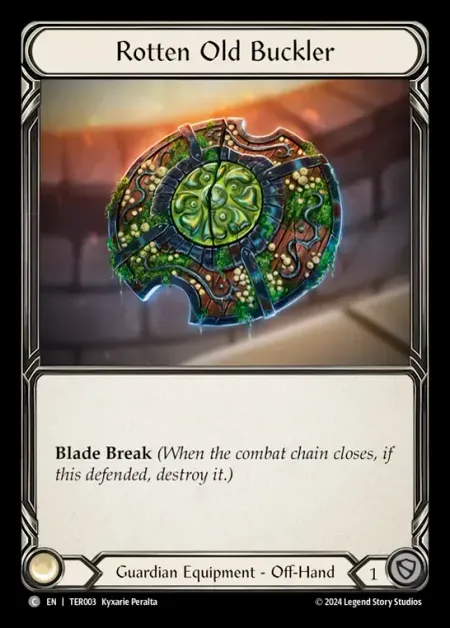 Rotten Old Buckler
Blade Break (When the combat chain closes, if
this defended, destroy it.)
Guardian Equipment - Off-Hand
1
C EN | TER003 Kyxarie Peralta
© 2024 Legend Story Studios